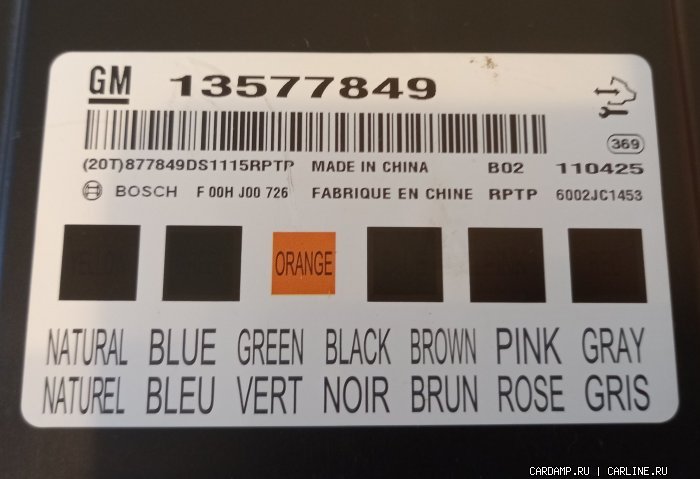 GM 13577849
369
(20T)877849DS1115RPTP MADE IN CHINA B02 110425
BOSCH F 00H J00 726 FABRIQUE EN CHINE RPTP 6002JC1453
ORANGE
NATURAL BLUE GREEN BLACK BROWN PINK GRAY
NATUREL BLEU VERT NOIR BRUN ROSE GRIS
CARDAMP.RU | CARLINE.RU